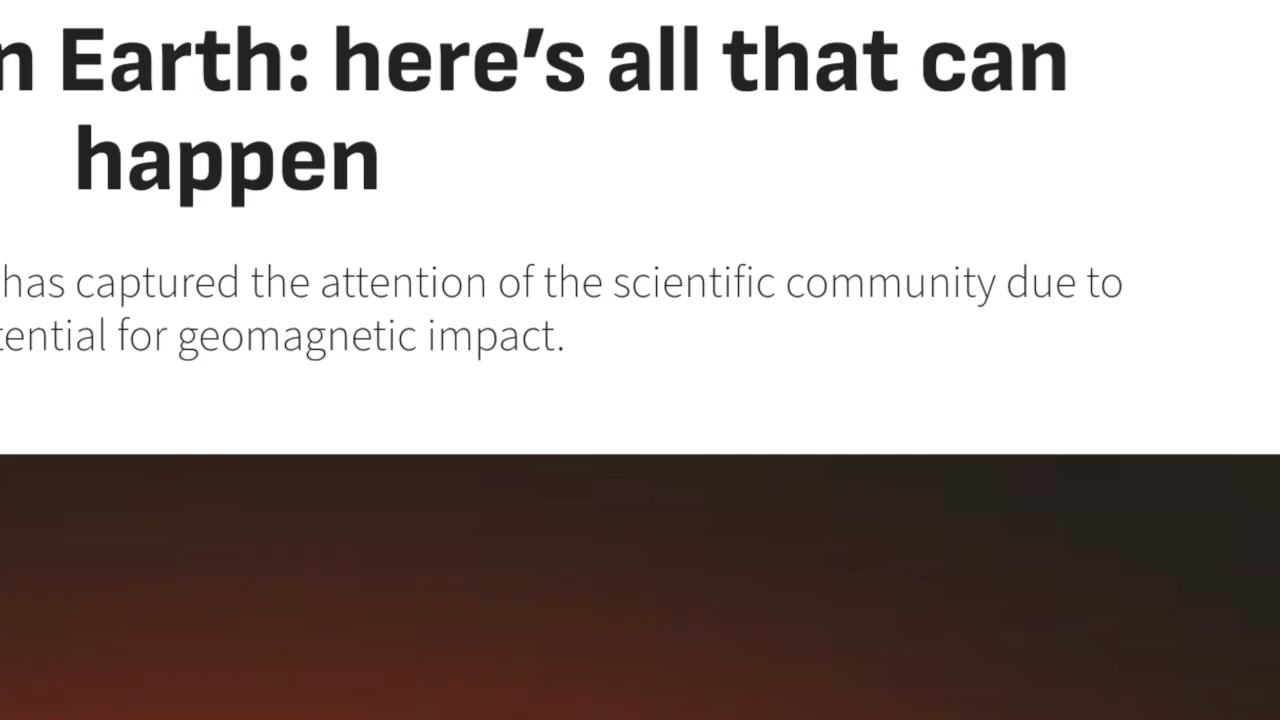 n Earth: here’s all that can
happen
has captured the attention of the scientific community due to
tential for geomagnetic impact.